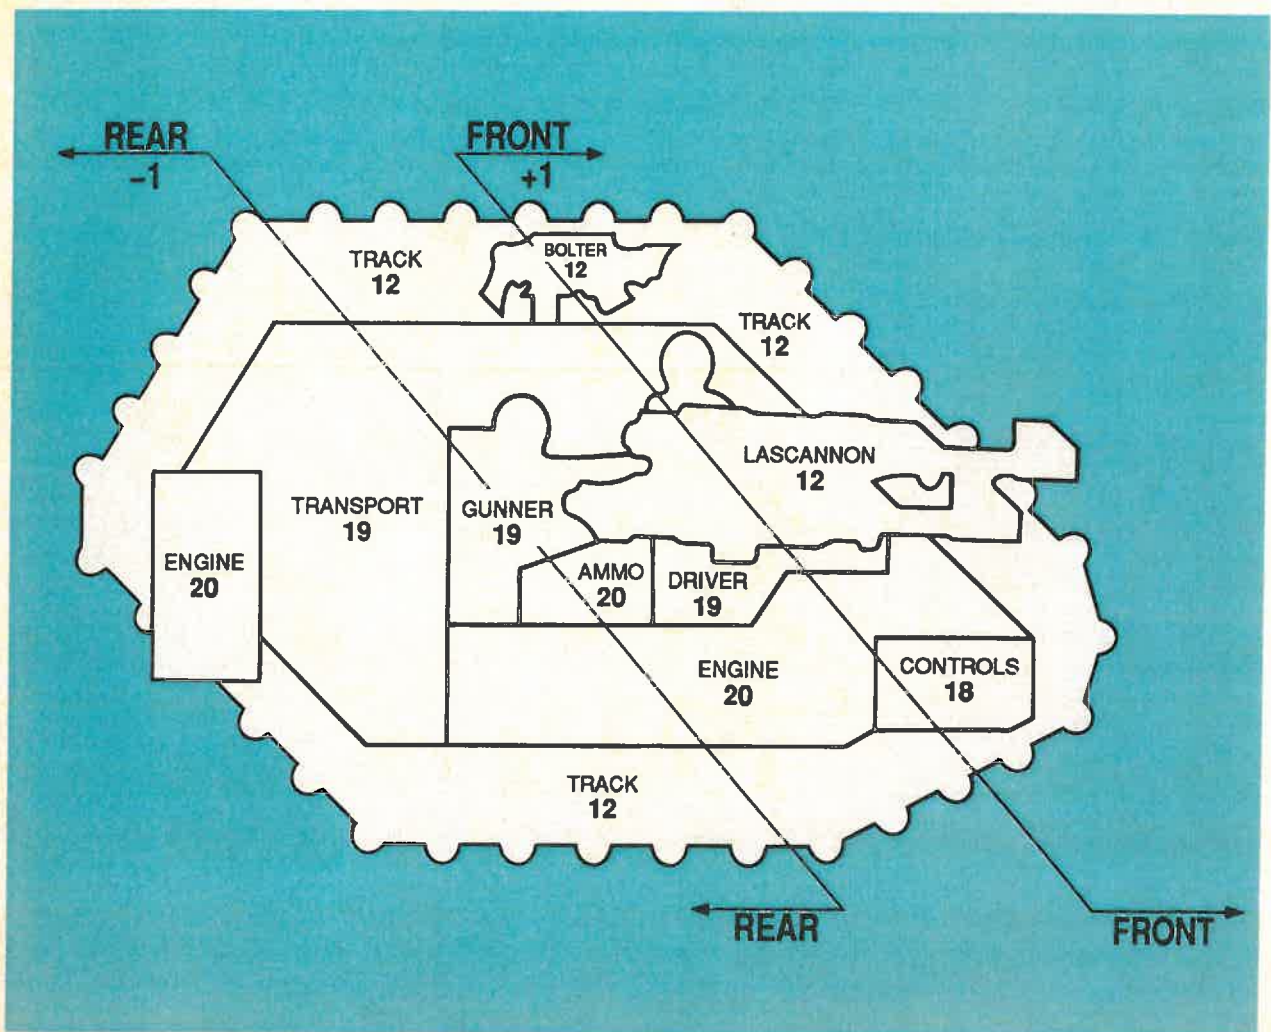 REAR
-1
FRONT
+1
TRACK
12
BOLTER
12
TRACK
12
LASCANNON
12
TRANSPORT
19
GUNNER
19
ENGINE
20
AMMO
20
DRIVER
19
ENGINE
20
CONTROLS
18
TRACK
12
REAR
FRONT